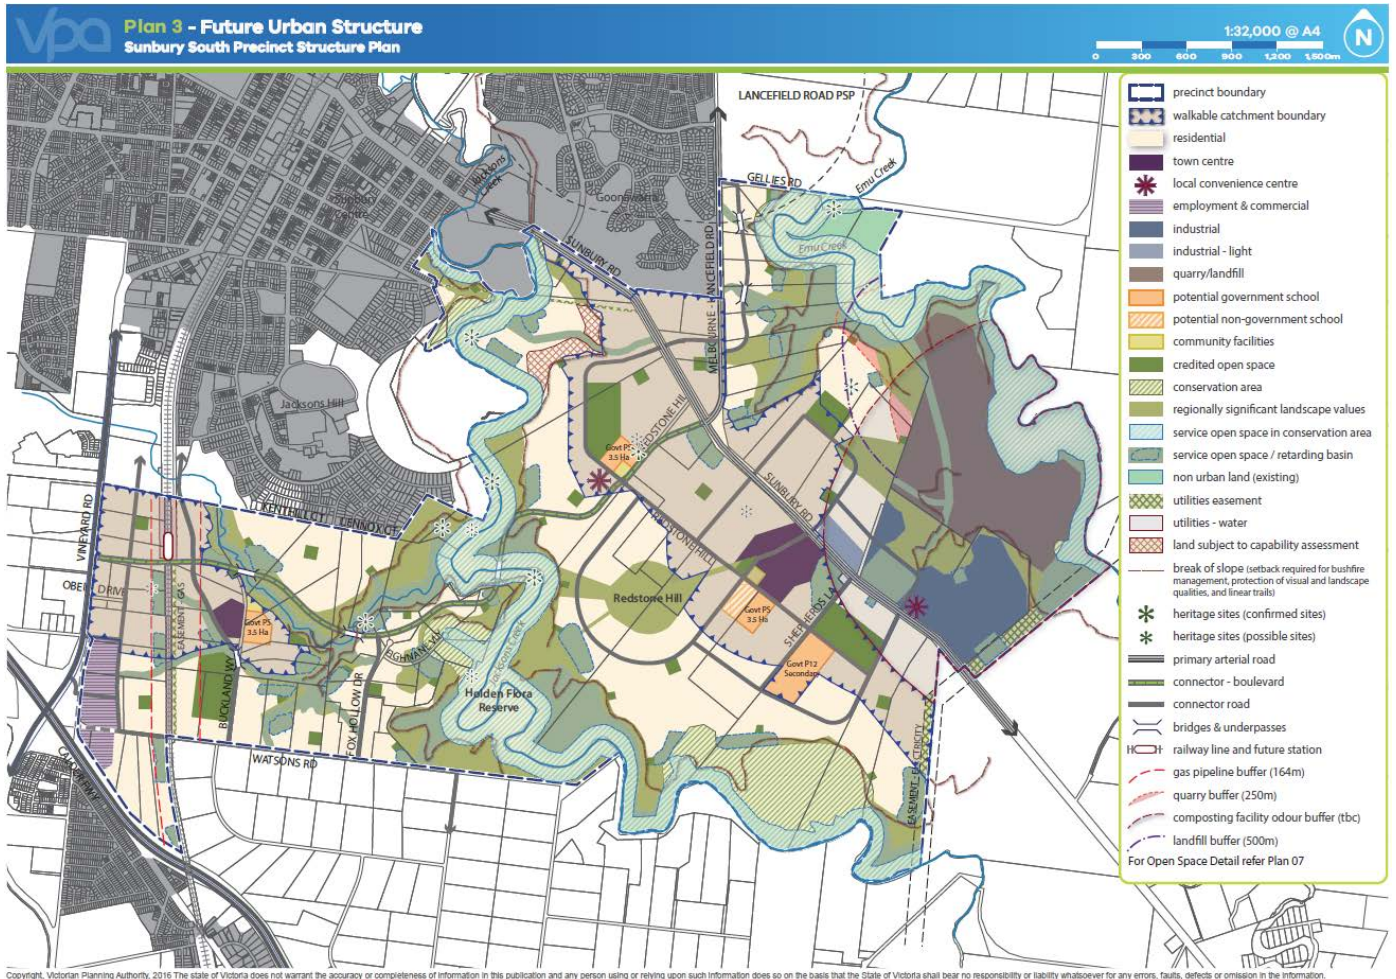 vpa
Plan 3 - Future Urban Structure
Sunbury South Precinct Structure Plan
1:32,000 @ A4
0 300 600 900 1,200 1,500m
N
LANCEFIELD ROAD PSP
Emu Creek
GELLIES RD
Jacksons
Creek
Sunbury
Centre
Goonawarra
SUNBURY RD
MELBOURNE - LANCEFIELD RD
Emu Creek
Jacksons Hill
REDSTONE HILL
Govt P
3.5 Ha
SUNBURY RD
VINEYARD RD
KENTHILL CT
LENNOX CT
REDSTONE HILL
OBEI DRIVE
EASEMENT - GAS
Govt PS
3.5 Ha
Redstone Hill
Govt PS
3.5 Ha
SHEPHERDS LA
Jacksons Creek
Govt P12
Secondary
Holden Flora
Reserve
BUCKLAND WY
FOX HOLLOW DR
WATSONS RD
CALDER FWY
EASEMENT - ELECTRICITY
precinct boundary
walkable catchment boundary
residential
town centre
local convenience centre
employment & commercial
industrial
industrial - light
quarry/landfill
potential government school
potential non-government school
community facilities
credited open space
conservation area
regionally significant landscape values
service open space in conservation area
service open space / retarding basin
non urban land (existing)
utilities easement
utilities - water
land subject to capability assessment
break of slope (setback required for bushfire
management, protection of visual and landscape
qualities, and linear trails)
heritage sites (confirmed sites)
heritage sites (possible sites)
primary arterial road
connector - boulevard
connector road
bridges & underpasses
railway line and future station
gas pipeline buffer (164m)
quarry buffer (250m)
composting facility odour buffer (tbc)
landfill buffer (500m)
For Open Space Detail refer Plan 07
Copyright, Victorian Planning Authority, 2016 The state of Victoria does not warrant the accuracy or completeness of information in this publication and any person using or relying upon such information does so on the basis that the State of Victoria shall bear no responsibility or liability whatsoever for any errors, faults, defects or omission in the information.